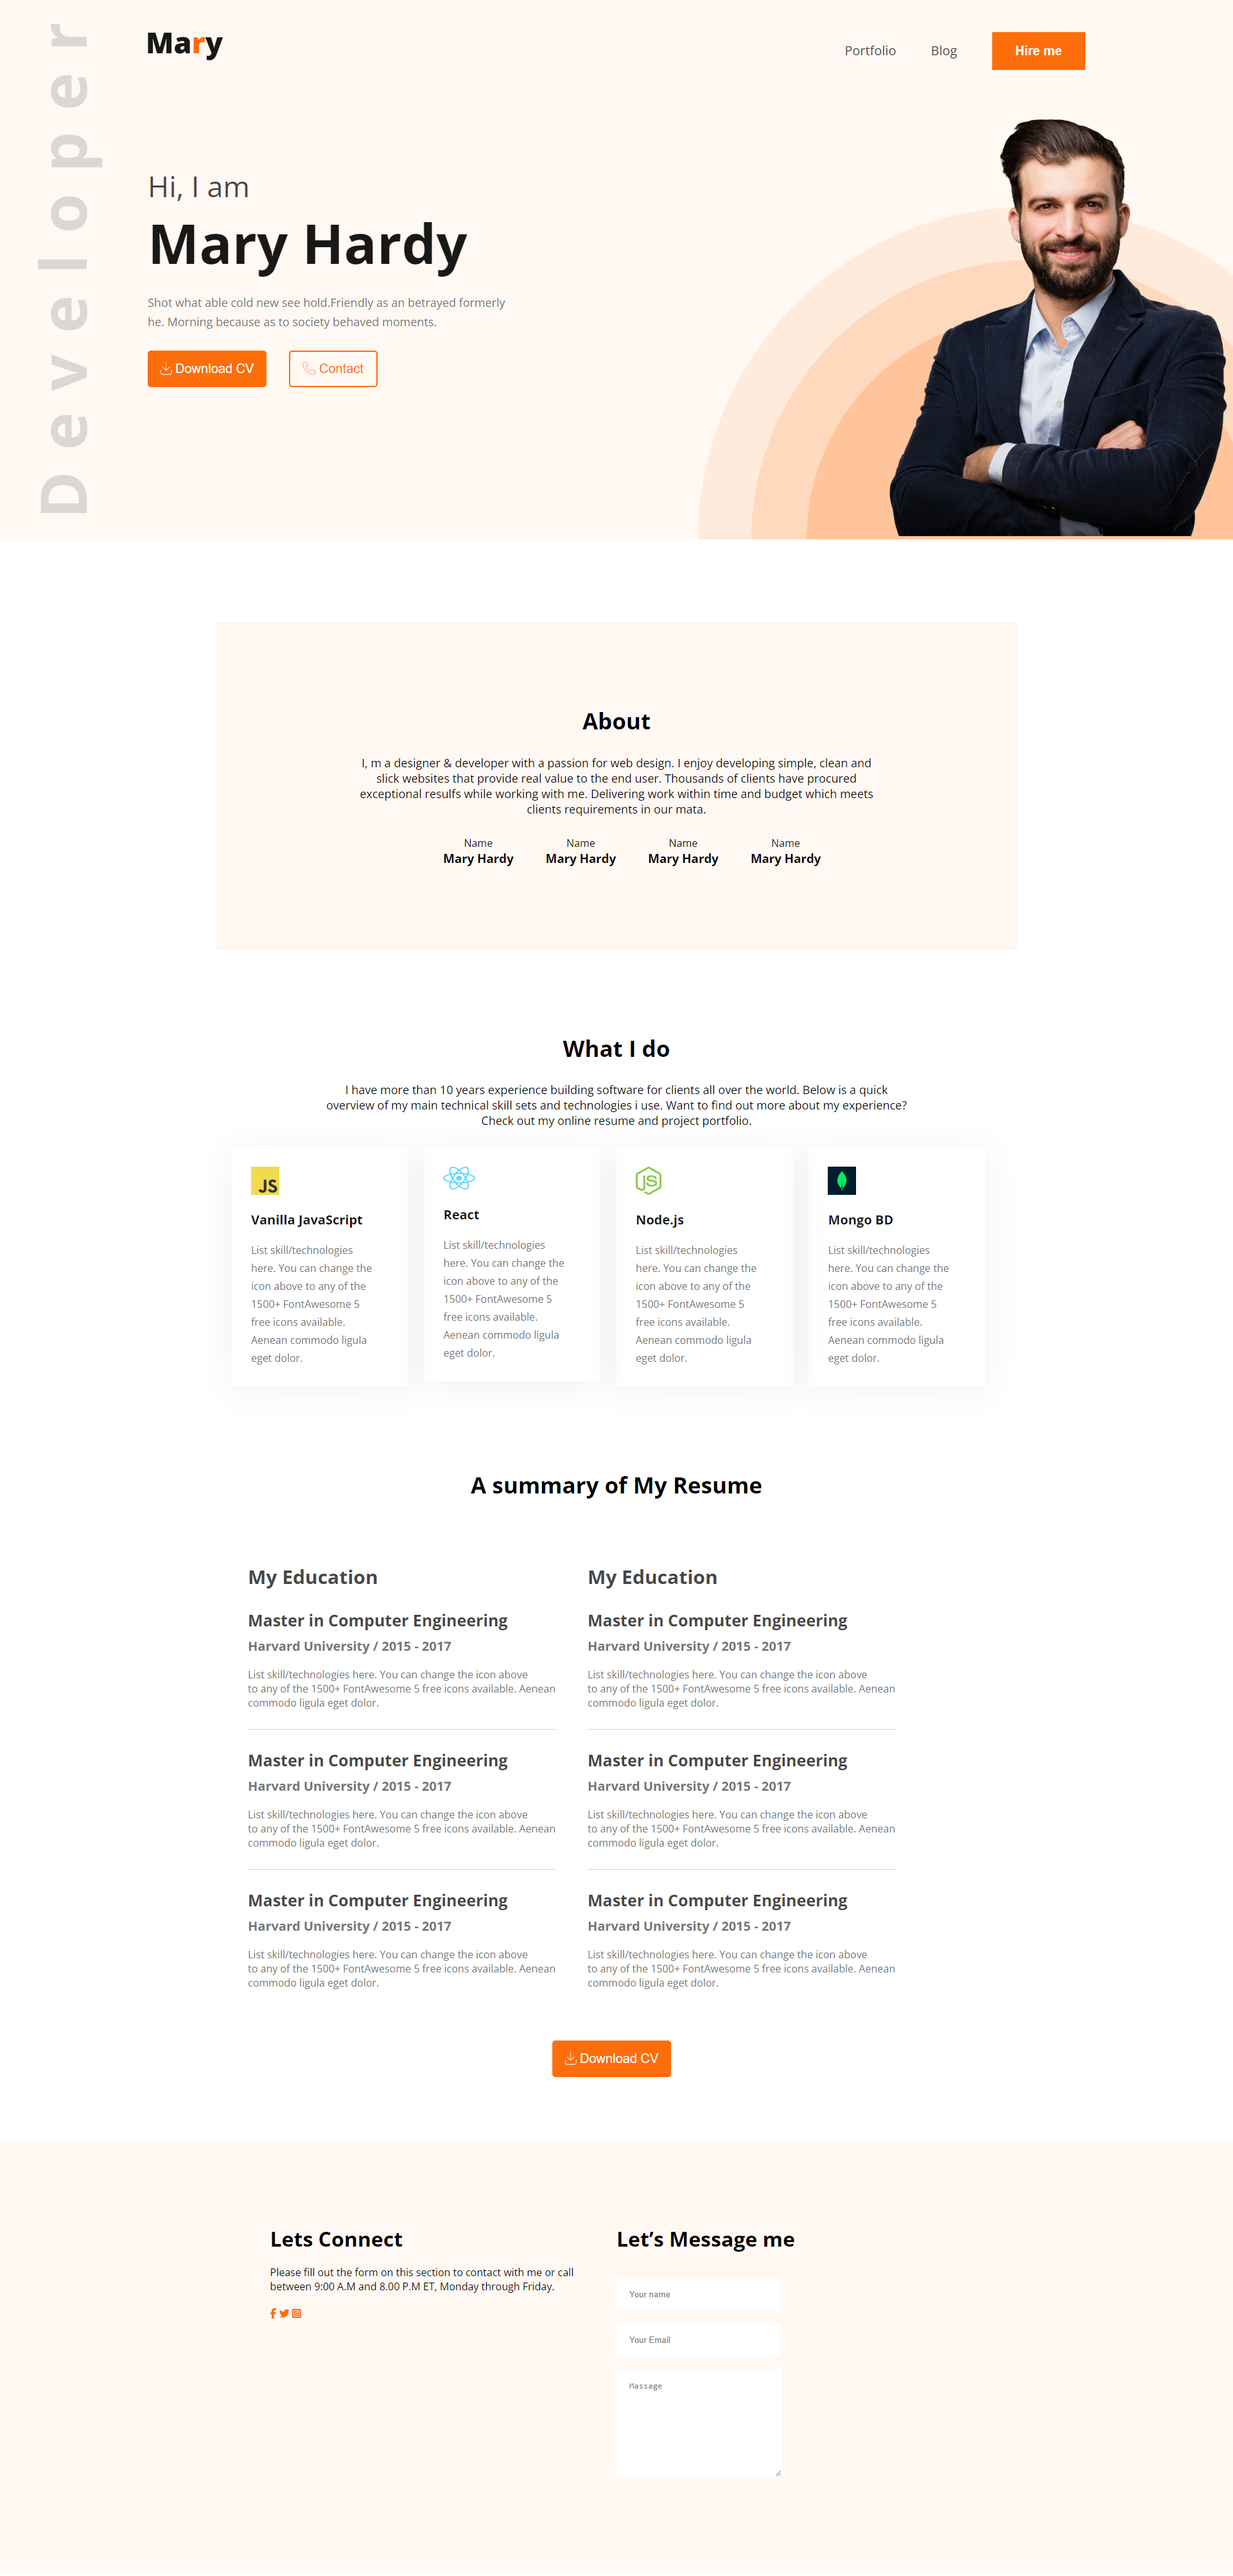 Developer
Mary
Portfolio
Blog
Hire me
Hi, I am
Mary Hardy
Shot what able cold new see hold.Friendly as an betrayed formerly
he. Morning because as to society behaved moments.
Download CV
Contact
About
I, m a designer & developer with a passion for web design. I enjoy developing simple, clean and
slick websites that provide real value to the end user. Thousands of clients have procured
exceptional resulfs while working with me. Delivering work within time and budget which meets
clients requirements in our mata.
Name
Mary Hardy
Name
Mary Hardy
Name
Mary Hardy
Name
Mary Hardy
What I do
I have more than 10 years experience building software for clients all over the world. Below is a quick
overview of my main technical skill sets and technologies i use. Want to find out more about my experience?
Check out my online resume and project portfolio.
JS
Vanilla JavaScript
List skill/technologies
here. You can change the
icon above to any of the
1500+ FontAwesome 5
free icons available.
Aenean commodo ligula
eget dolor.
React
List skill/technologies
here. You can change the
icon above to any of the
1500+ FontAwesome 5
free icons available.
Aenean commodo ligula
eget dolor.
JS
Node.js
List skill/technologies
here. You can change the
icon above to any of the
1500+ FontAwesome 5
free icons available.
Aenean commodo ligula
eget dolor.
Mongo BD
List skill/technologies
here. You can change the
icon above to any of the
1500+ FontAwesome 5
free icons available.
Aenean commodo ligula
eget dolor.
A summary of My Resume
My Education
Master in Computer Engineering
Harvard University / 2015 - 2017
List skill/technologies here. You can change the icon above
to any of the 1500+ FontAwesome 5 free icons available. Aenean
commodo ligula eget dolor.
Master in Computer Engineering
Harvard University / 2015 - 2017
List skill/technologies here. You can change the icon above
to any of the 1500+ FontAwesome 5 free icons available. Aenean
commodo ligula eget dolor.
Master in Computer Engineering
Harvard University / 2015 - 2017
List skill/technologies here. You can change the icon above
to any of the 1500+ FontAwesome 5 free icons available. Aenean
commodo ligula eget dolor.
My Education
Master in Computer Engineering
Harvard University / 2015 - 2017
List skill/technologies here. You can change the icon above
to any of the 1500+ FontAwesome 5 free icons available. Aenean
commodo ligula eget dolor.
Master in Computer Engineering
Harvard University / 2015 - 2017
List skill/technologies here. You can change the icon above
to any of the 1500+ FontAwesome 5 free icons available. Aenean
commodo ligula eget dolor.
Master in Computer Engineering
Harvard University / 2015 - 2017
List skill/technologies here. You can change the icon above
to any of the 1500+ FontAwesome 5 free icons available. Aenean
commodo ligula eget dolor.
Download CV
Lets Connect
Please fill out the form on this section to contact with me or call
between 9:00 A.M and 8.00 P.M ET, Monday through Friday.
Let’s Message me
Your name
Your Email
Massage